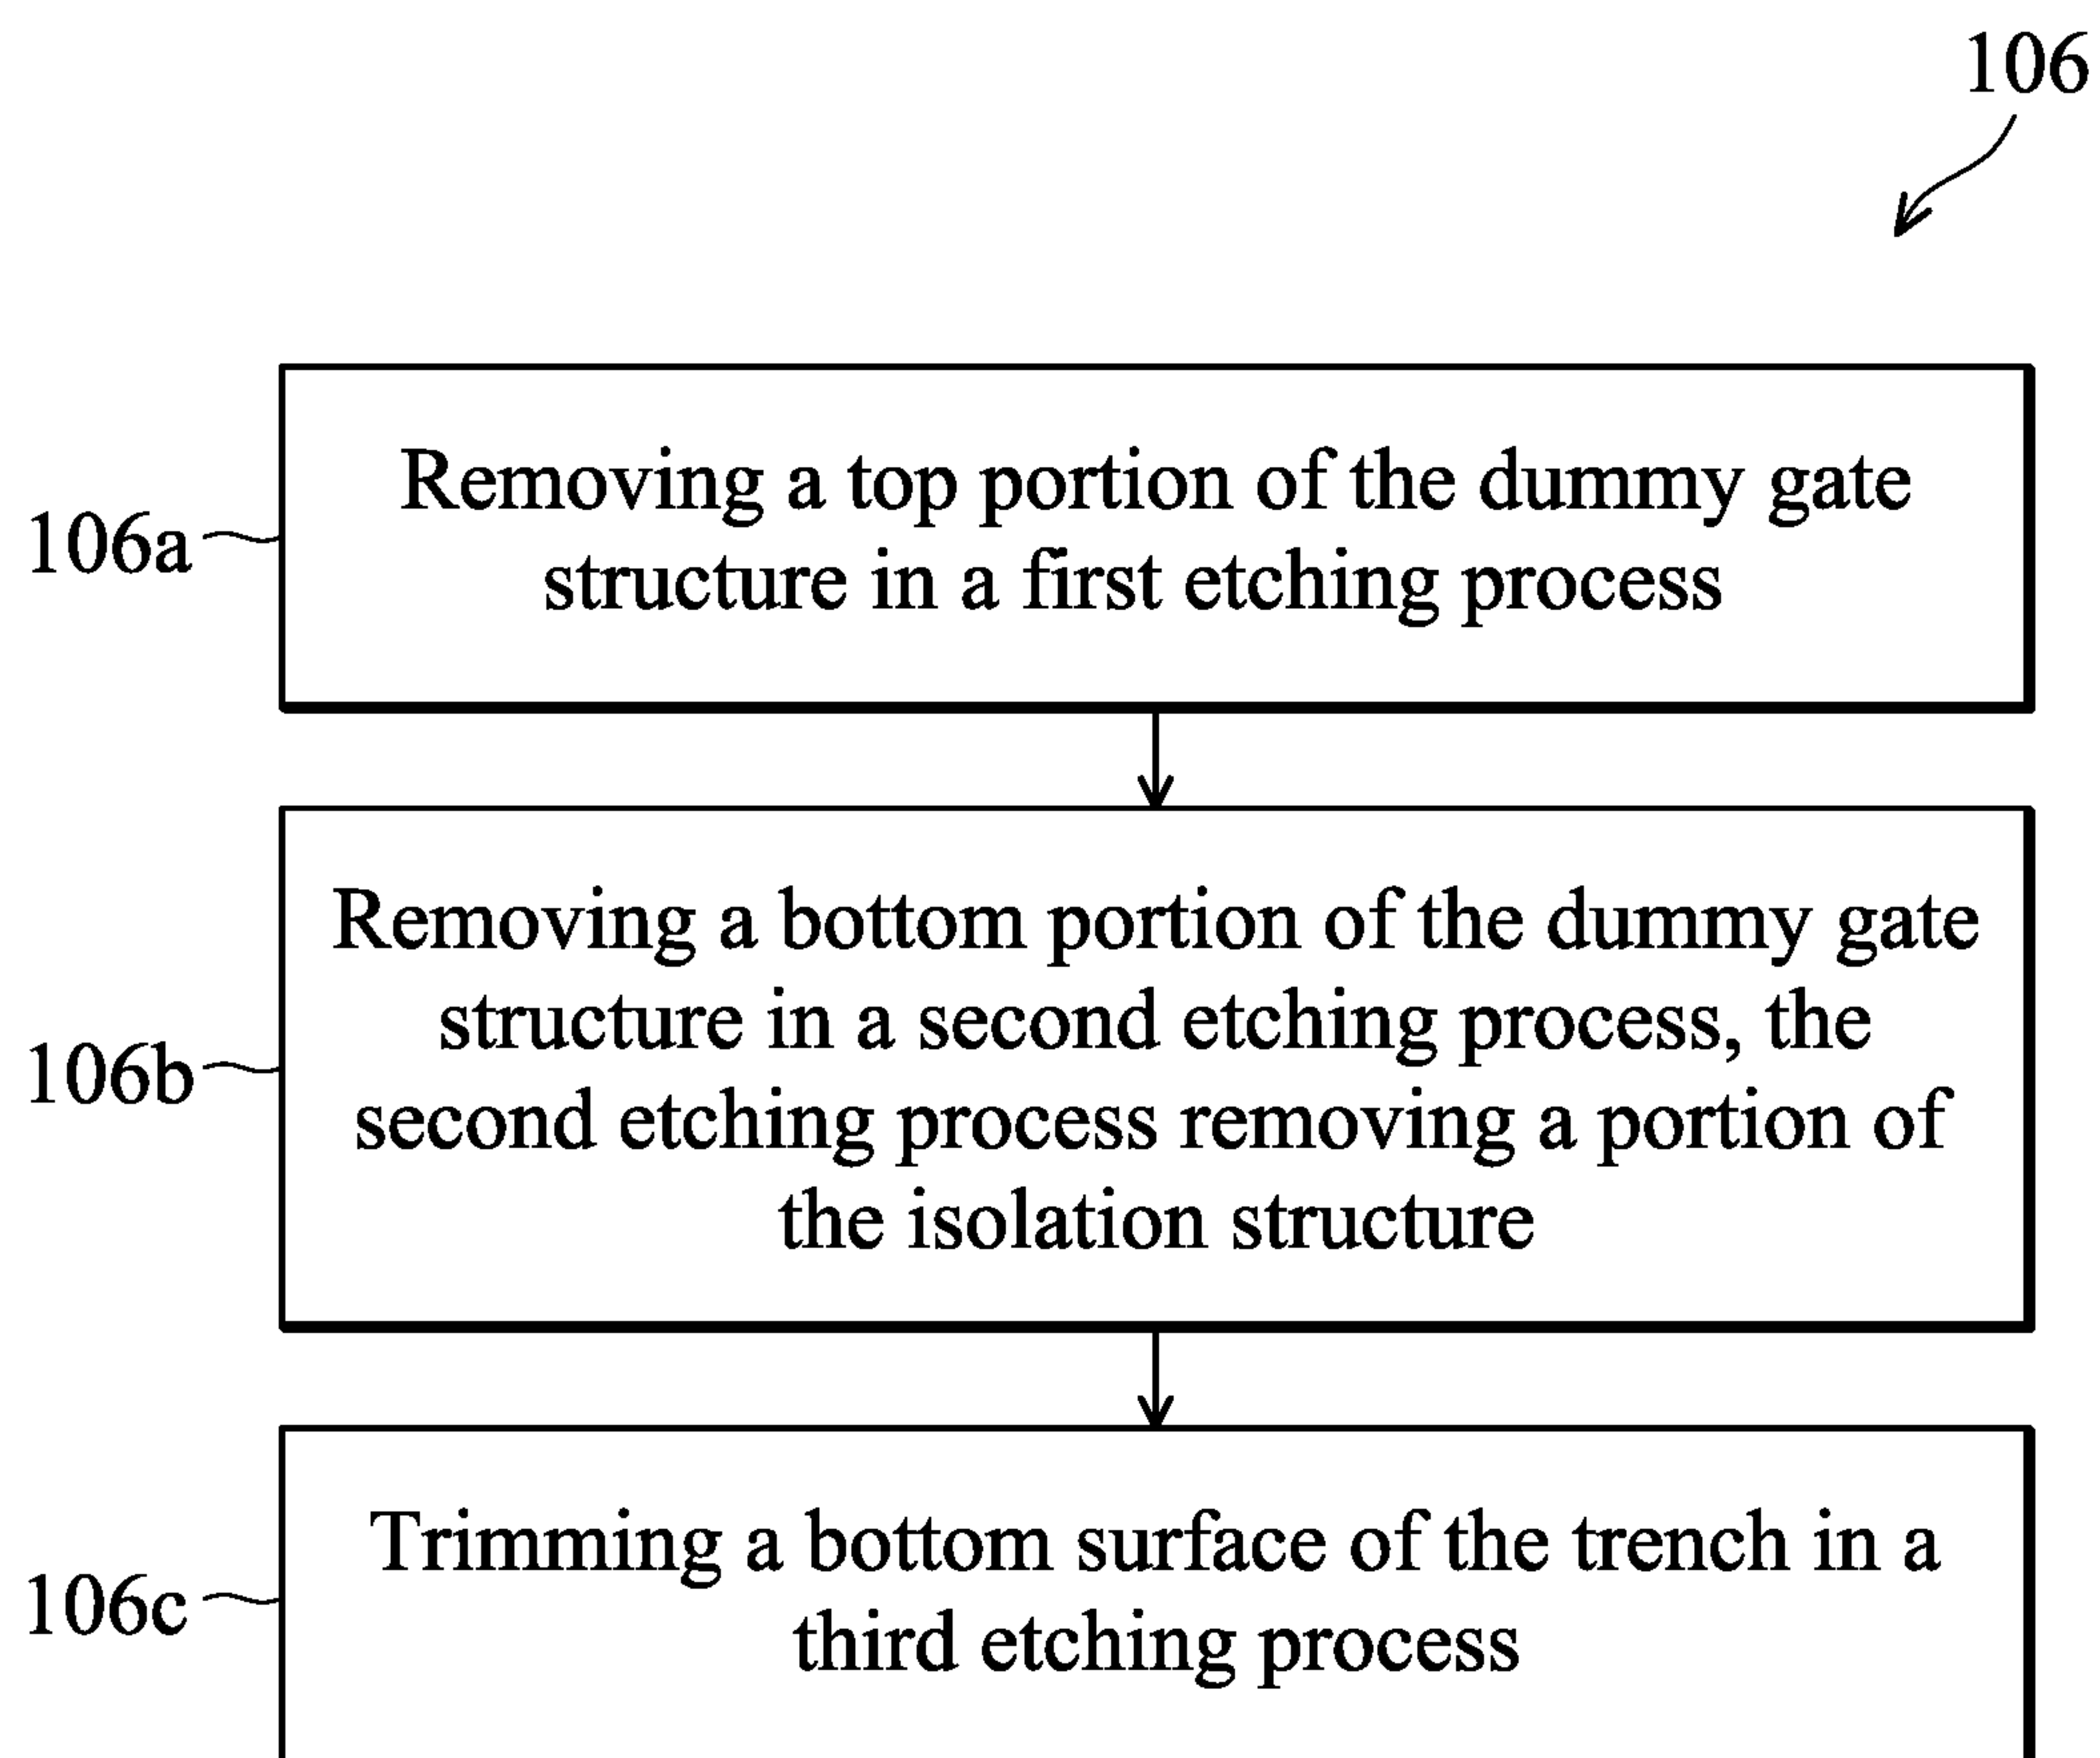 106
106a
Removing a top portion of the dummy gate
structure in a first etching process
106b
Removing a bottom portion of the dummy gate
structure in a second etching process, the
second etching process removing a portion of
the isolation structure
106c
Trimming a bottom surface of the trench in a
third etching process